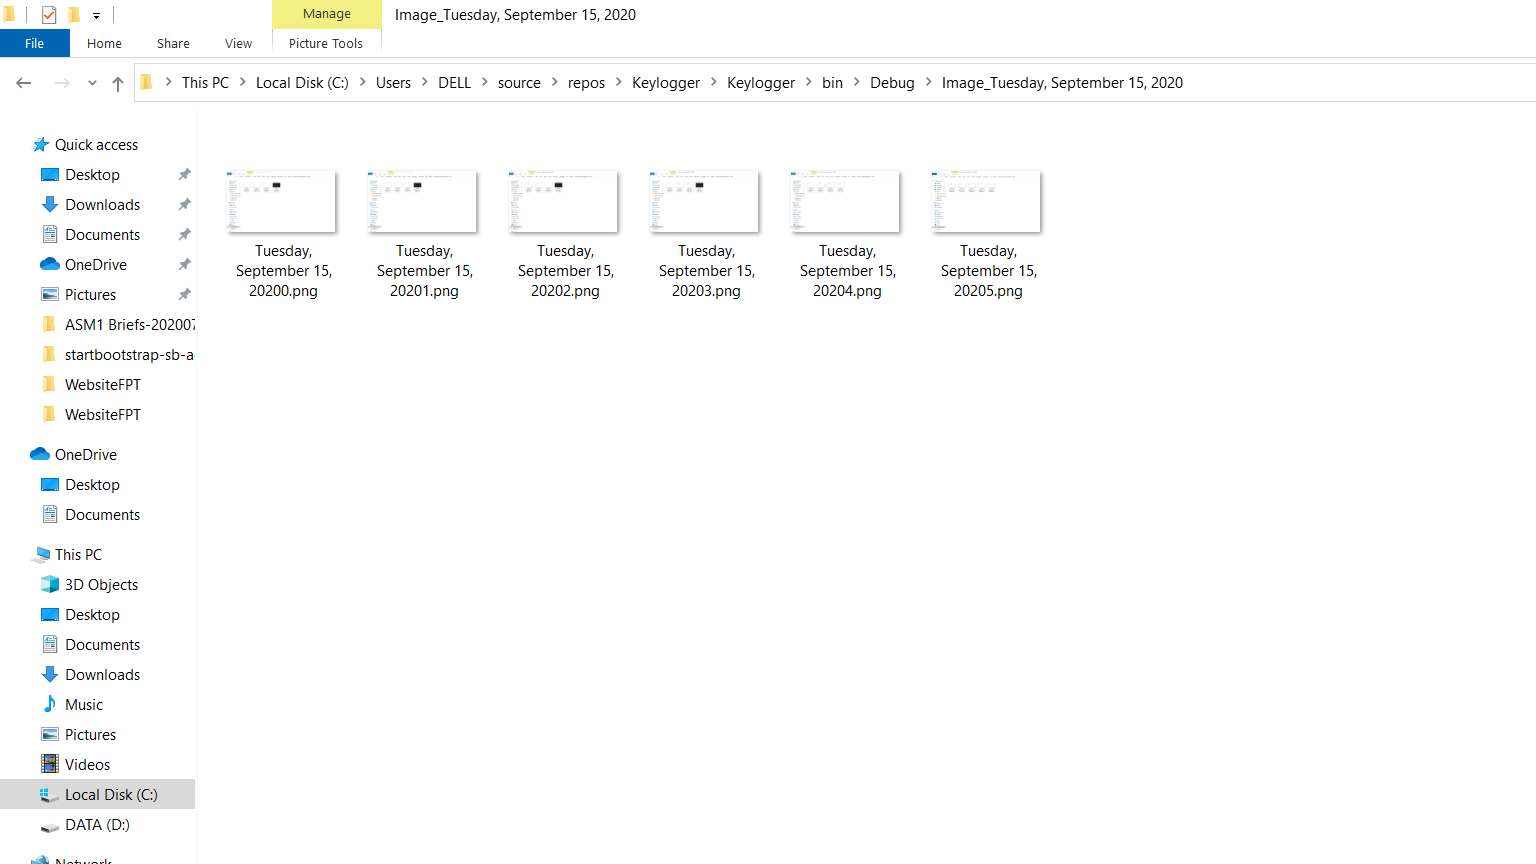 Manage
Image_Tuesday, September 15, 2020
File
Home
Share
View
Picture Tools
This PC
Local Disk (C:)
Users
DELL
source
repos
Keylogger
Keylogger
bin
Debug
Image_Tuesday, September 15, 2020
Quick access
Desktop
Downloads
Documents
OneDrive
Pictures
ASM1 Briefs-202007
startbootstrap-sb-a
WebsiteFPT
WebsiteFPT
OneDrive
Desktop
Documents
This PC
3D Objects
Desktop
Documents
Downloads
Music
Pictures
Videos
Local Disk (C:)
DATA (D:)
Network
Tuesday,
September 15,
20200.png
Tuesday,
September 15,
20201.png
Tuesday,
September 15,
20202.png
Tuesday,
September 15,
20203.png
Tuesday,
September 15,
20204.png
Tuesday,
September 15,
20205.png